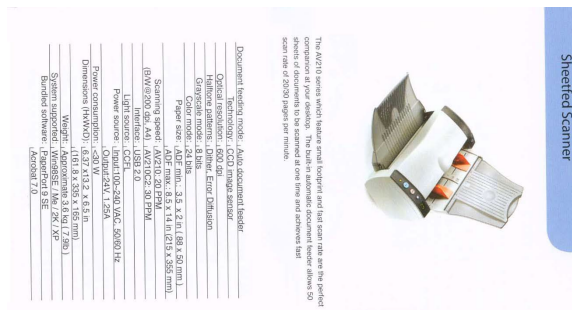 Sheetfed Scanner
The AV210 series which feature small footprint and fast scan rate are the perfect
companion at your desktop. The built-in automatic document feeder allows 50
sheets of documents to be scanned at one time and achieves fast
scan rate of 20/30 pages per minute.
Document feeding mode: Auto document feeder
Technology: CCD image sensor
Optical resolution: 600 dpi
Halftone patterns: Dither, Error Diffusion
Grayscale mode: 8 bits
Color mode: 24 bits
Paper size: ADF min.: 3.5 x 2 in ( 88 x 50 mm )
ADF max.: 8.5 x 14 in (215 x 355 mm)
Scanning speed: AV210: 20 PPM
(B/W@200 dpi, A4) AV210C2: 30 PPM
Interface: USB 2.0
Light source: CCFL
Power source: Input:100~240 VAC, 50/60 Hz
Output:24V, 1.25A
Power consumption: <30 W
Dimensions (HxWxD): 6.37 x13.2 x 6.5 in
(161.8 x 335 x 165 mm)
Weight: Approximate 3.6 kg (7.9lb )
System supported: Win98SE / Me / 2K / XP
Bundled software: PaperPort 9 SE
Acrobat 7.0